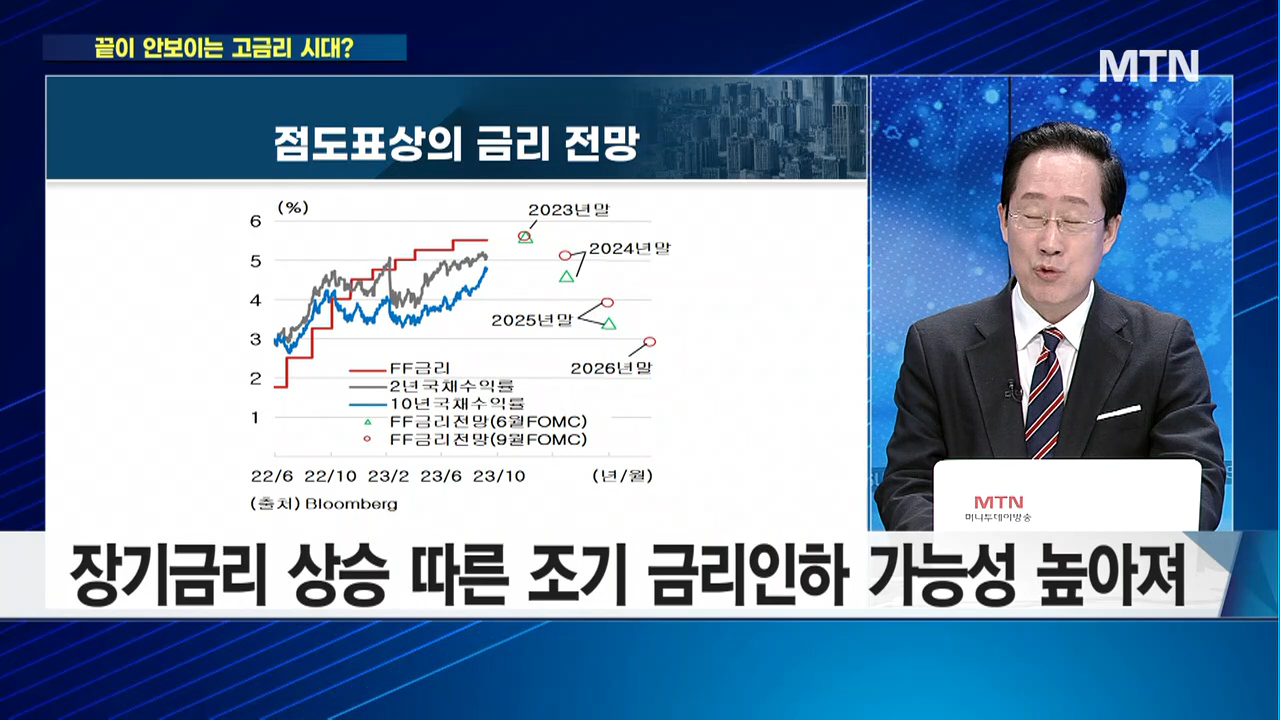 끝이 안보이는 고금리 시대?
MTN
점도표상의 금리 전망
(%)
6
5
4
3
2
1
2023년말
2024년말
2025년말
2026년말
FF금리
2년국채수익률
10년국채수익률
FF금리전망(6월FOMC)
FF금리전망(9월FOMC)
22/6 22/10 23/2 23/6 23/10 (년/월)
(출처) Bloomberg
MTN
머니투데이방송
장기금리 상승 따른 조기 금리인하 가능성 높아져